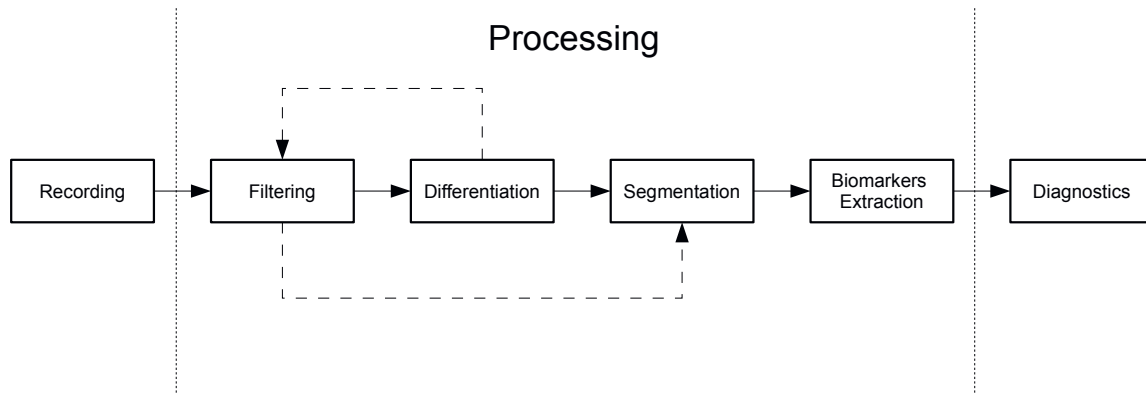 Processing
Recording
Filtering
Differentiation
Segmentation
Biomarkers
Extraction
Diagnostics